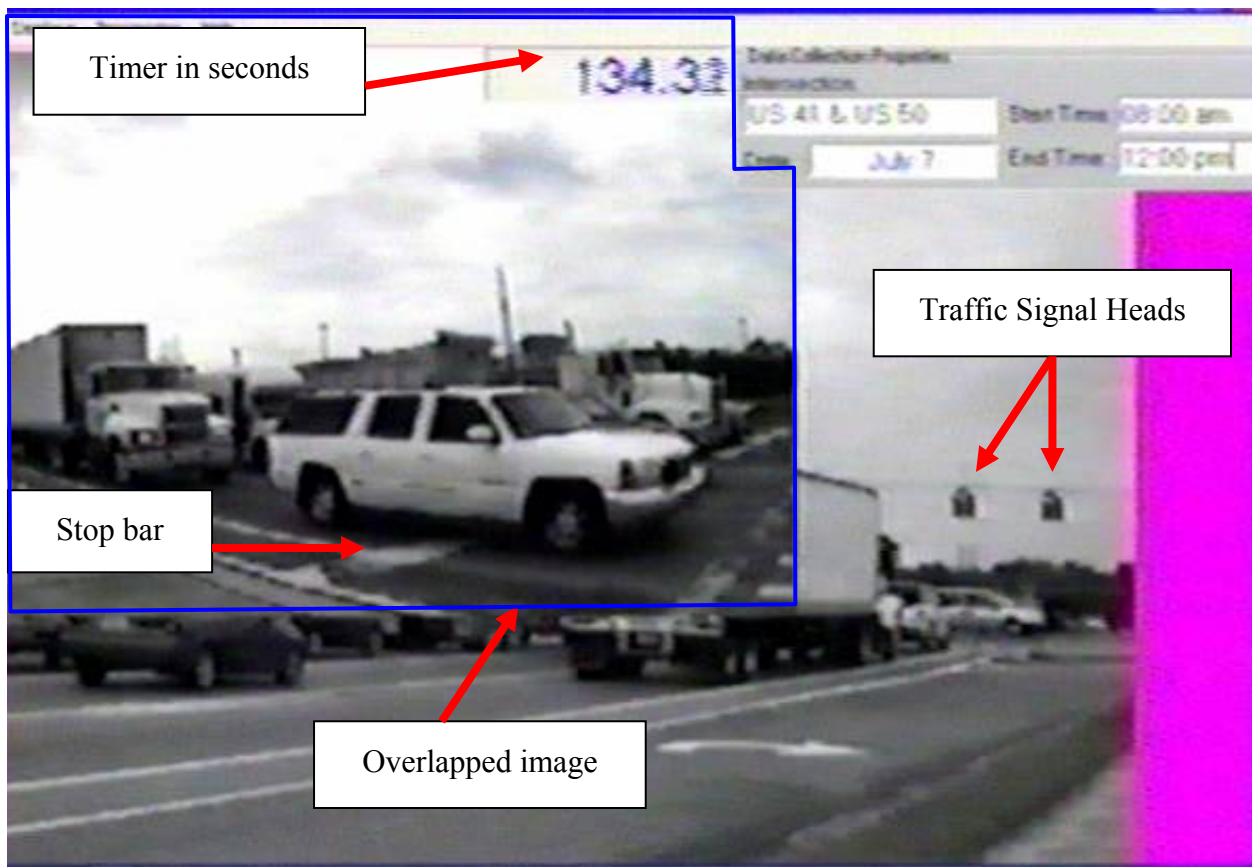 Timer in seconds
134.32
Data Collection Properties
Intersection:
US 41 & US 50
Start Time:
08:00 am
Date:
July 7
End Time:
12:00 pm
Traffic Signal Heads
Stop bar
Overlapped image